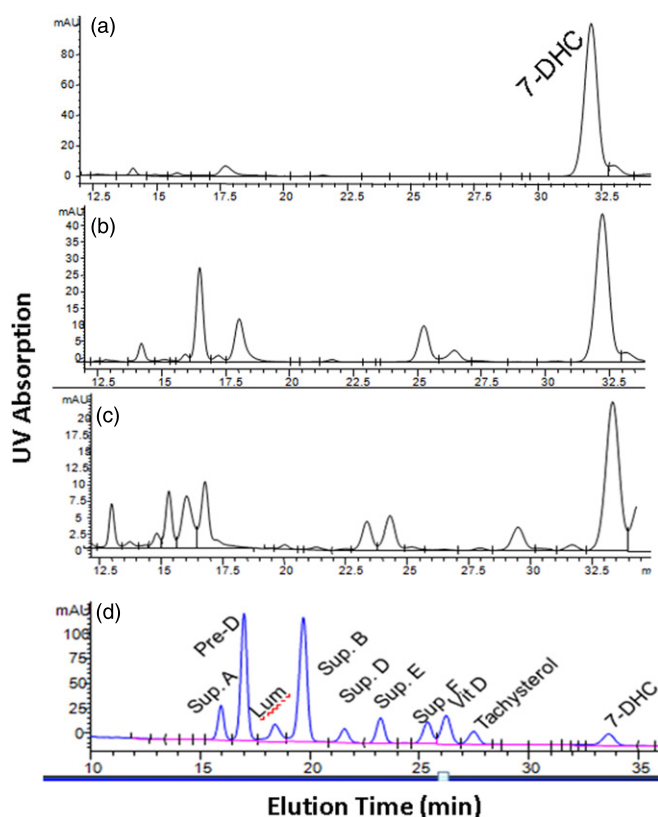 mAU (a)
7-DHC
80
60
40
20
0
12.5 15 17.5 20 22.5 25 27.5 30 32.5
mAU (b)
40
35
30
25
20
15
10
5
0
12.5 15 17.5 20 22.5 25 27.5 30 32.5
mAU (c)
20
17.5
15
12.5
10
7.5
5
2.5
0
12.5 15 17.5 20 22.5 25 27.5 30 32.5 m
UV Absorption
mAU (d)
100
75
50
25
0
Sup. A
Pre-D
Lum
Sup. B
Sup. D
Sup. E
Sup. F
Vit D
Tachysterol
7-DHC
10 15 20 25 30 35
Elution Time (min)